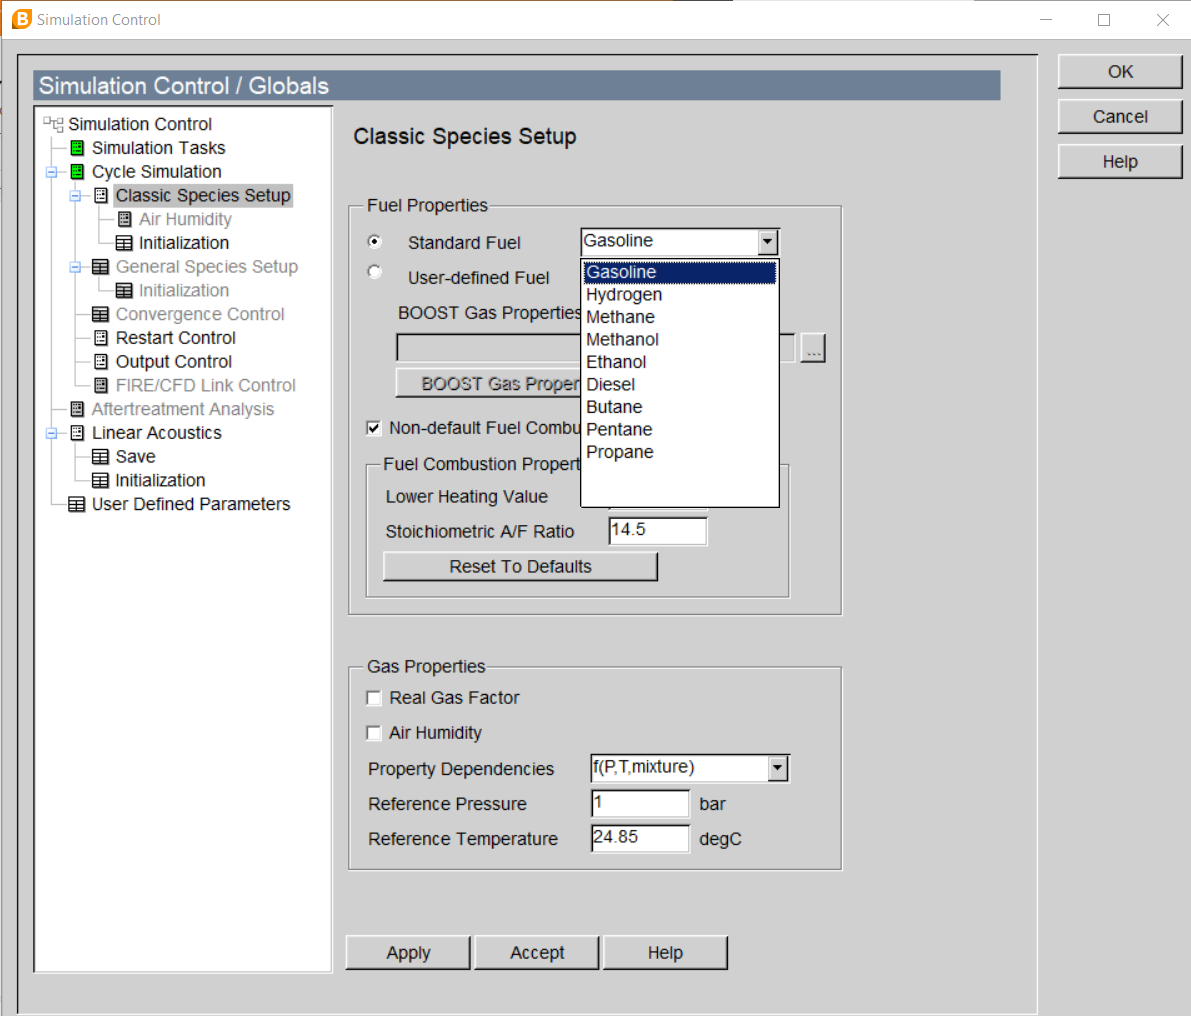 Simulation Control
Simulation Control / Globals
OK
Cancel
Help
Simulation Control
Simulation Tasks
Cycle Simulation
Classic Species Setup
Air Humidity
Initialization
General Species Setup
Initialization
Convergence Control
Restart Control
Output Control
FIRE/CFD Link Control
Aftertreatment Analysis
Linear Acoustics
Save
Initialization
User Defined Parameters
Classic Species Setup
Fuel Properties
Standard Fuel Gasoline
User-defined Fuel
Gasoline
Hydrogen
Methane
Methanol
Ethanol
Diesel
Butane
Pentane
Propane
BOOST Gas Properties
...
BOOST Gas Proper
Non-default Fuel Combu
Fuel Combustion Propert
Lower Heating Value
Stoichiometric A/F Ratio 14.5
Reset To Defaults
Gas Properties
Real Gas Factor
Air Humidity
Property Dependencies f(P,T,mixture)
Reference Pressure 1 bar
Reference Temperature 24.85 degC
Apply Accept Help